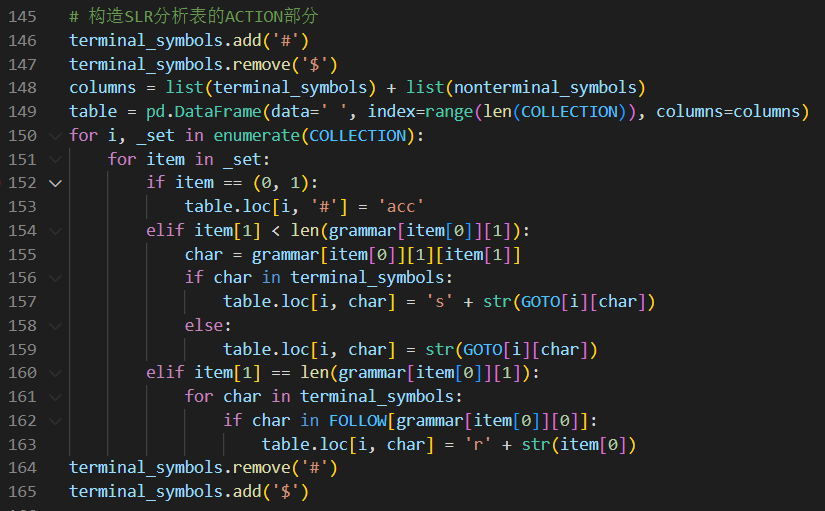 145 # 构造SLR分析表的ACTION部分
146 terminal_symbols.add('#')
147 terminal_symbols.remove('$')
148 columns = list(terminal_symbols) + list(nonterminal_symbols)
149 table = pd.DataFrame(data=' ', index=range(len(COLLECTION)), columns=columns)
150 for i, _set in enumerate(COLLECTION):
151     for item in _set:
152         if item == (0, 1):
153             table.loc[i, '#'] = 'acc'
154         elif item[1] < len(grammar[item[0]][1]):
155             char = grammar[item[0]][1][item[1]]
156             if char in terminal_symbols:
157                 table.loc[i, char] = 's' + str(GOTO[i][char])
158             else:
159                 table.loc[i, char] = str(GOTO[i][char])
160         elif item[1] == len(grammar[item[0]][1]):
161             for char in terminal_symbols:
162                 if char in FOLLOW[grammar[item[0]][0]]:
163                     table.loc[i, char] = 'r' + str(item[0])
164 terminal_symbols.remove('#')
165 terminal_symbols.add('$')